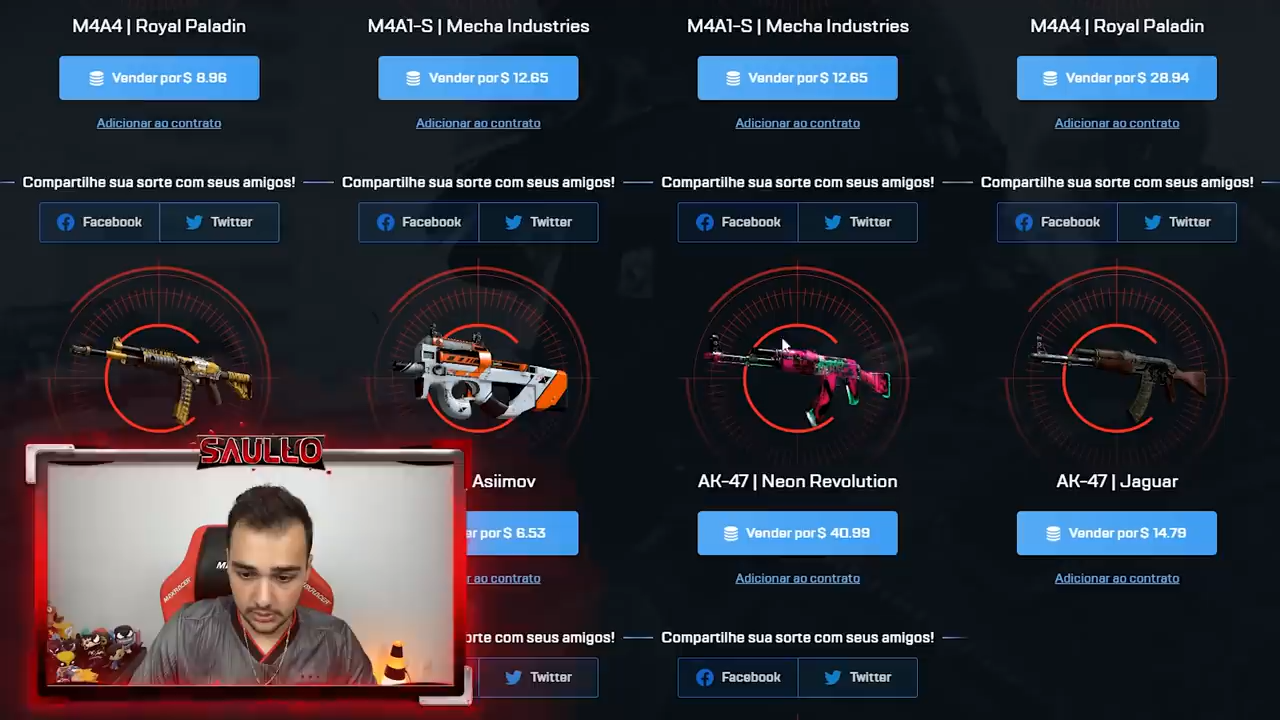 M4A4 | Royal Paladin
M4A1-S | Mecha Industries
M4A1-S | Mecha Industries
M4A4 | Royal Paladin
Vender por $ 8.96
Vender por $ 12.65
Vender por $ 12.65
Vender por $ 28.94
Adicionar ao contrato
Adicionar ao contrato
Adicionar ao contrato
Adicionar ao contrato
Compartilhe sua sorte com seus amigos!
Compartilhe sua sorte com seus amigos!
Compartilhe sua sorte com seus amigos!
Compartilhe sua sorte com seus amigos!
Facebook
Twitter
Facebook
Twitter
Facebook
Twitter
Facebook
Twitter
SAULLO
Asiimov
AK-47 | Neon Revolution
AK-47 | Jaguar
er por $ 6.53
Vender por $ 40.99
Vender por $ 14.79
ar ao contrato
Adicionar ao contrato
Adicionar ao contrato
orte com seus amigos!
Compartilhe sua sorte com seus amigos!
Twitter
Facebook
Twitter